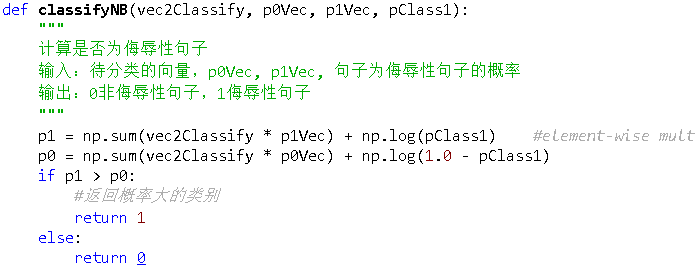 def classifyNB(vec2Classify, p0Vec, p1Vec, pClass1):
    """
    计算是否为侮辱性句子
    输入：待分类的向量，p0Vec, p1Vec, 句子为侮辱性句子的概率
    输出：0非侮辱性句子，1侮辱性句子
    """
    p1 = np.sum(vec2Classify * p1Vec) + np.log(pClass1)    #element-wise mult
    p0 = np.sum(vec2Classify * p0Vec) + np.log(1.0 - pClass1)
    if p1 > p0:
        #返回概率大的类别
        return 1
    else:
        return 0